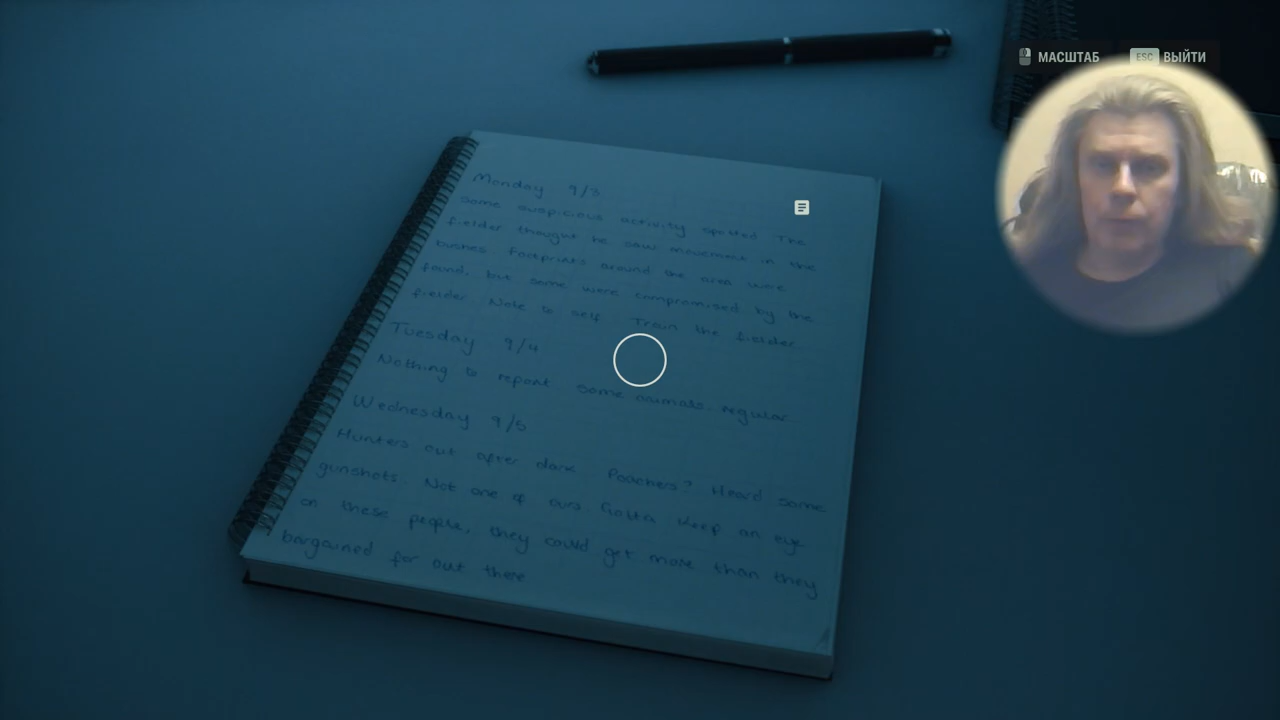 МАСШТАБ
ESC ВЫЙТИ
Monday 9/3
Some suspicious activity spotted. The
fielder thought he saw movement in the
bushes. Footprints around the area were
found, but some were compromised by the
fielder. Note to self. Train the fielder
Tuesday 9/4
Nothing to report. Some animals. regular
Wednesday 9/5
Hunters out after dark. Poachers? Heard some
gunshots. Not one of ours. Gotta keep an eye
on these people, they could get more than they
bargained for out there